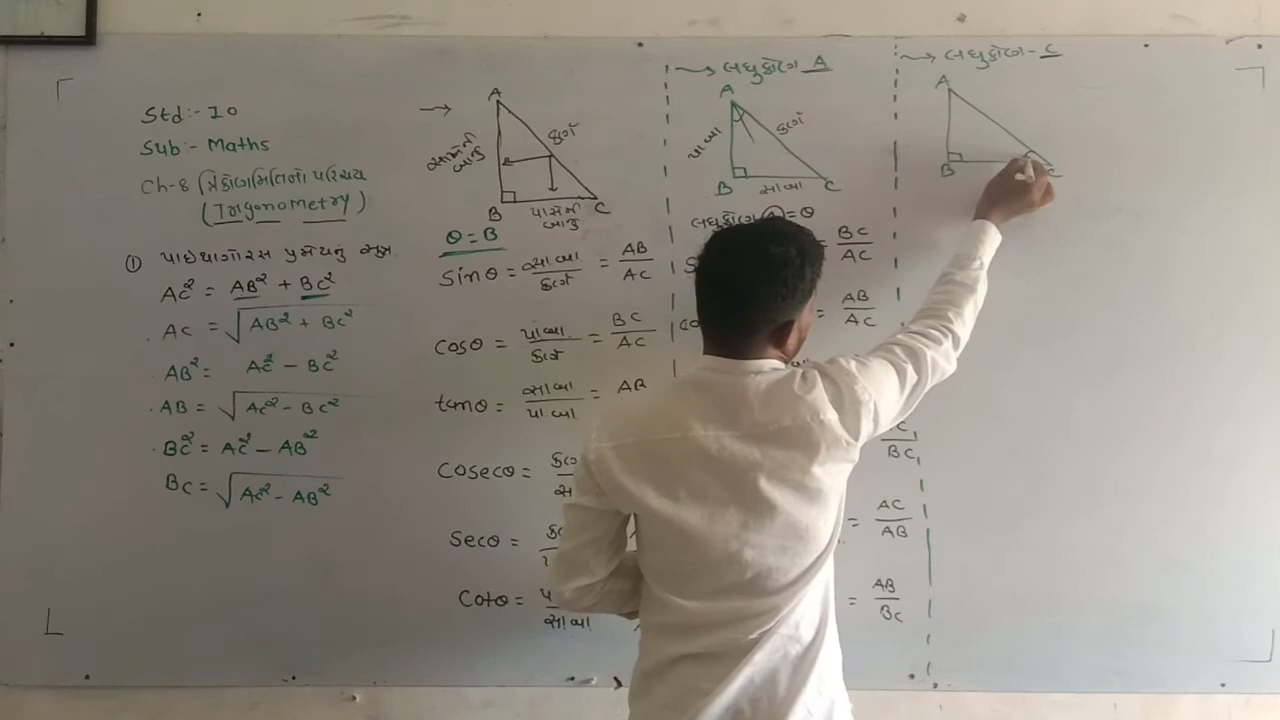 Std:- 10
Sub:- Maths
Ch-8 ત્રિકોણમિતિનો પરિચય
(Trigonometry)
① પાઇથાગોરસ પ્રમેયનું સૂત્ર
AC² = AB² + BC²
AC = √AB² + BC²
AB² = AC² - BC²
AB = √AC² - BC²
BC² = AC² - AB²
BC = √AC² - AB²
A
સામેની બાજુ
કર્ણ
B
પાસેની બાજુ
C
θ = B
sinθ = સા.બા / કર્ણ = AB / AC
cosθ = પા.બા. / કર્ણ = BC / AC
tanθ = સા.બા / પા.બા = AB
cosecθ =
secθ =
cotθ =
સા.બા
લઘુકોણ A
A
પા.બા
કર્ણ
B
સા.બા
C
લઘુકોણ
= θ
= BC / AC
= AB / AC
BC
= AC / AB
= AB / BC
લઘુકોણ - C
A
B
C